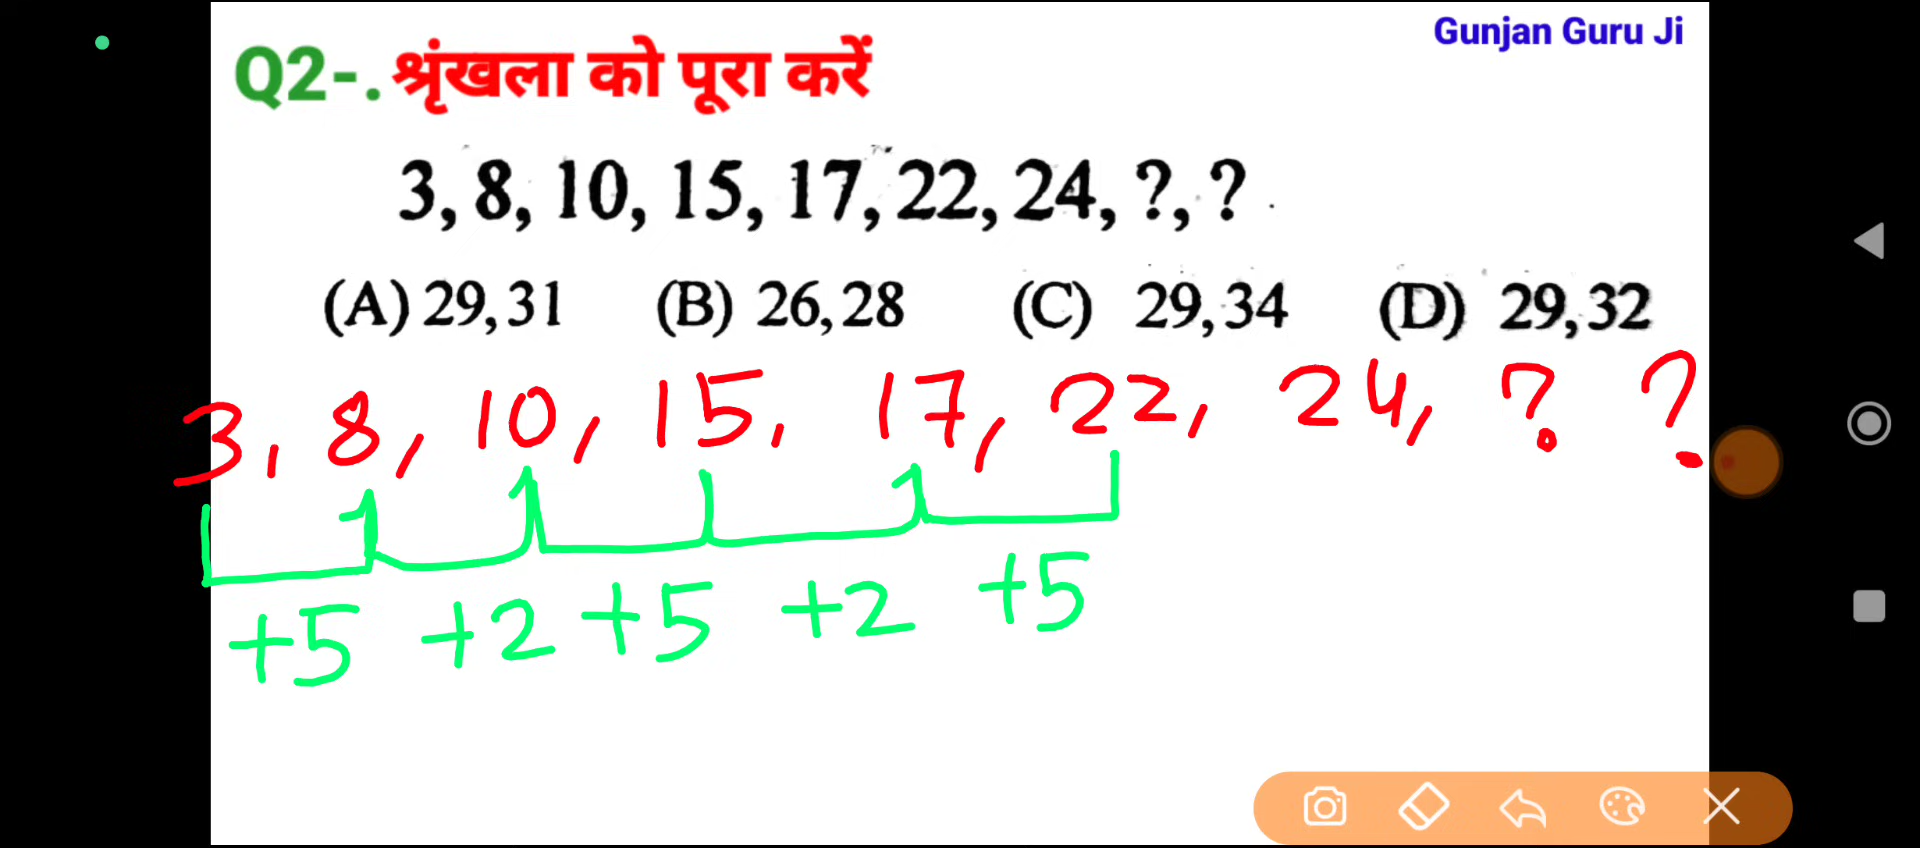 Gunjan Guru Ji
Q2-. श्रृंखला को पूरा करें
3, 8, 10, 15, 17, 22, 24, ?, ?
(A) 29, 31 (B) 26, 28 (C) 29, 34 (D) 29, 32
3, 8, 10, 15, 17, 22, 24, ? ?
+5 +2 +5 +2 +5